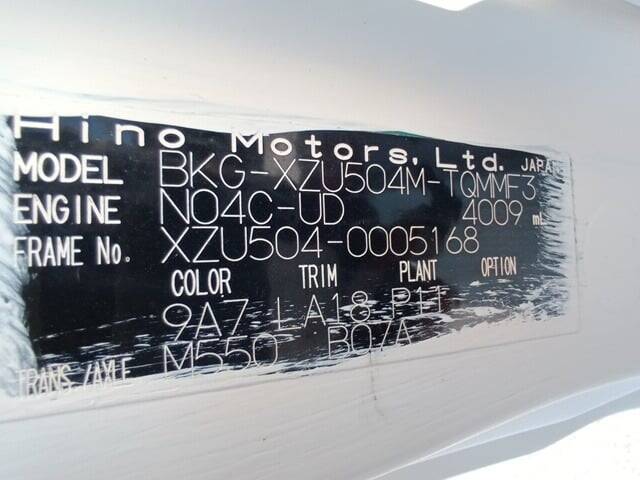 Hino Motors, Ltd. JAPAN
MODEL BKG-XZU504M-TQMMF3
ENGINE N04C-UD 4009 mL
FRAME No. XZU504-0005168
COLOR TRIM PLANT OPTION
9A7 LA18 P11
TRANS./AXLE M550 B07A